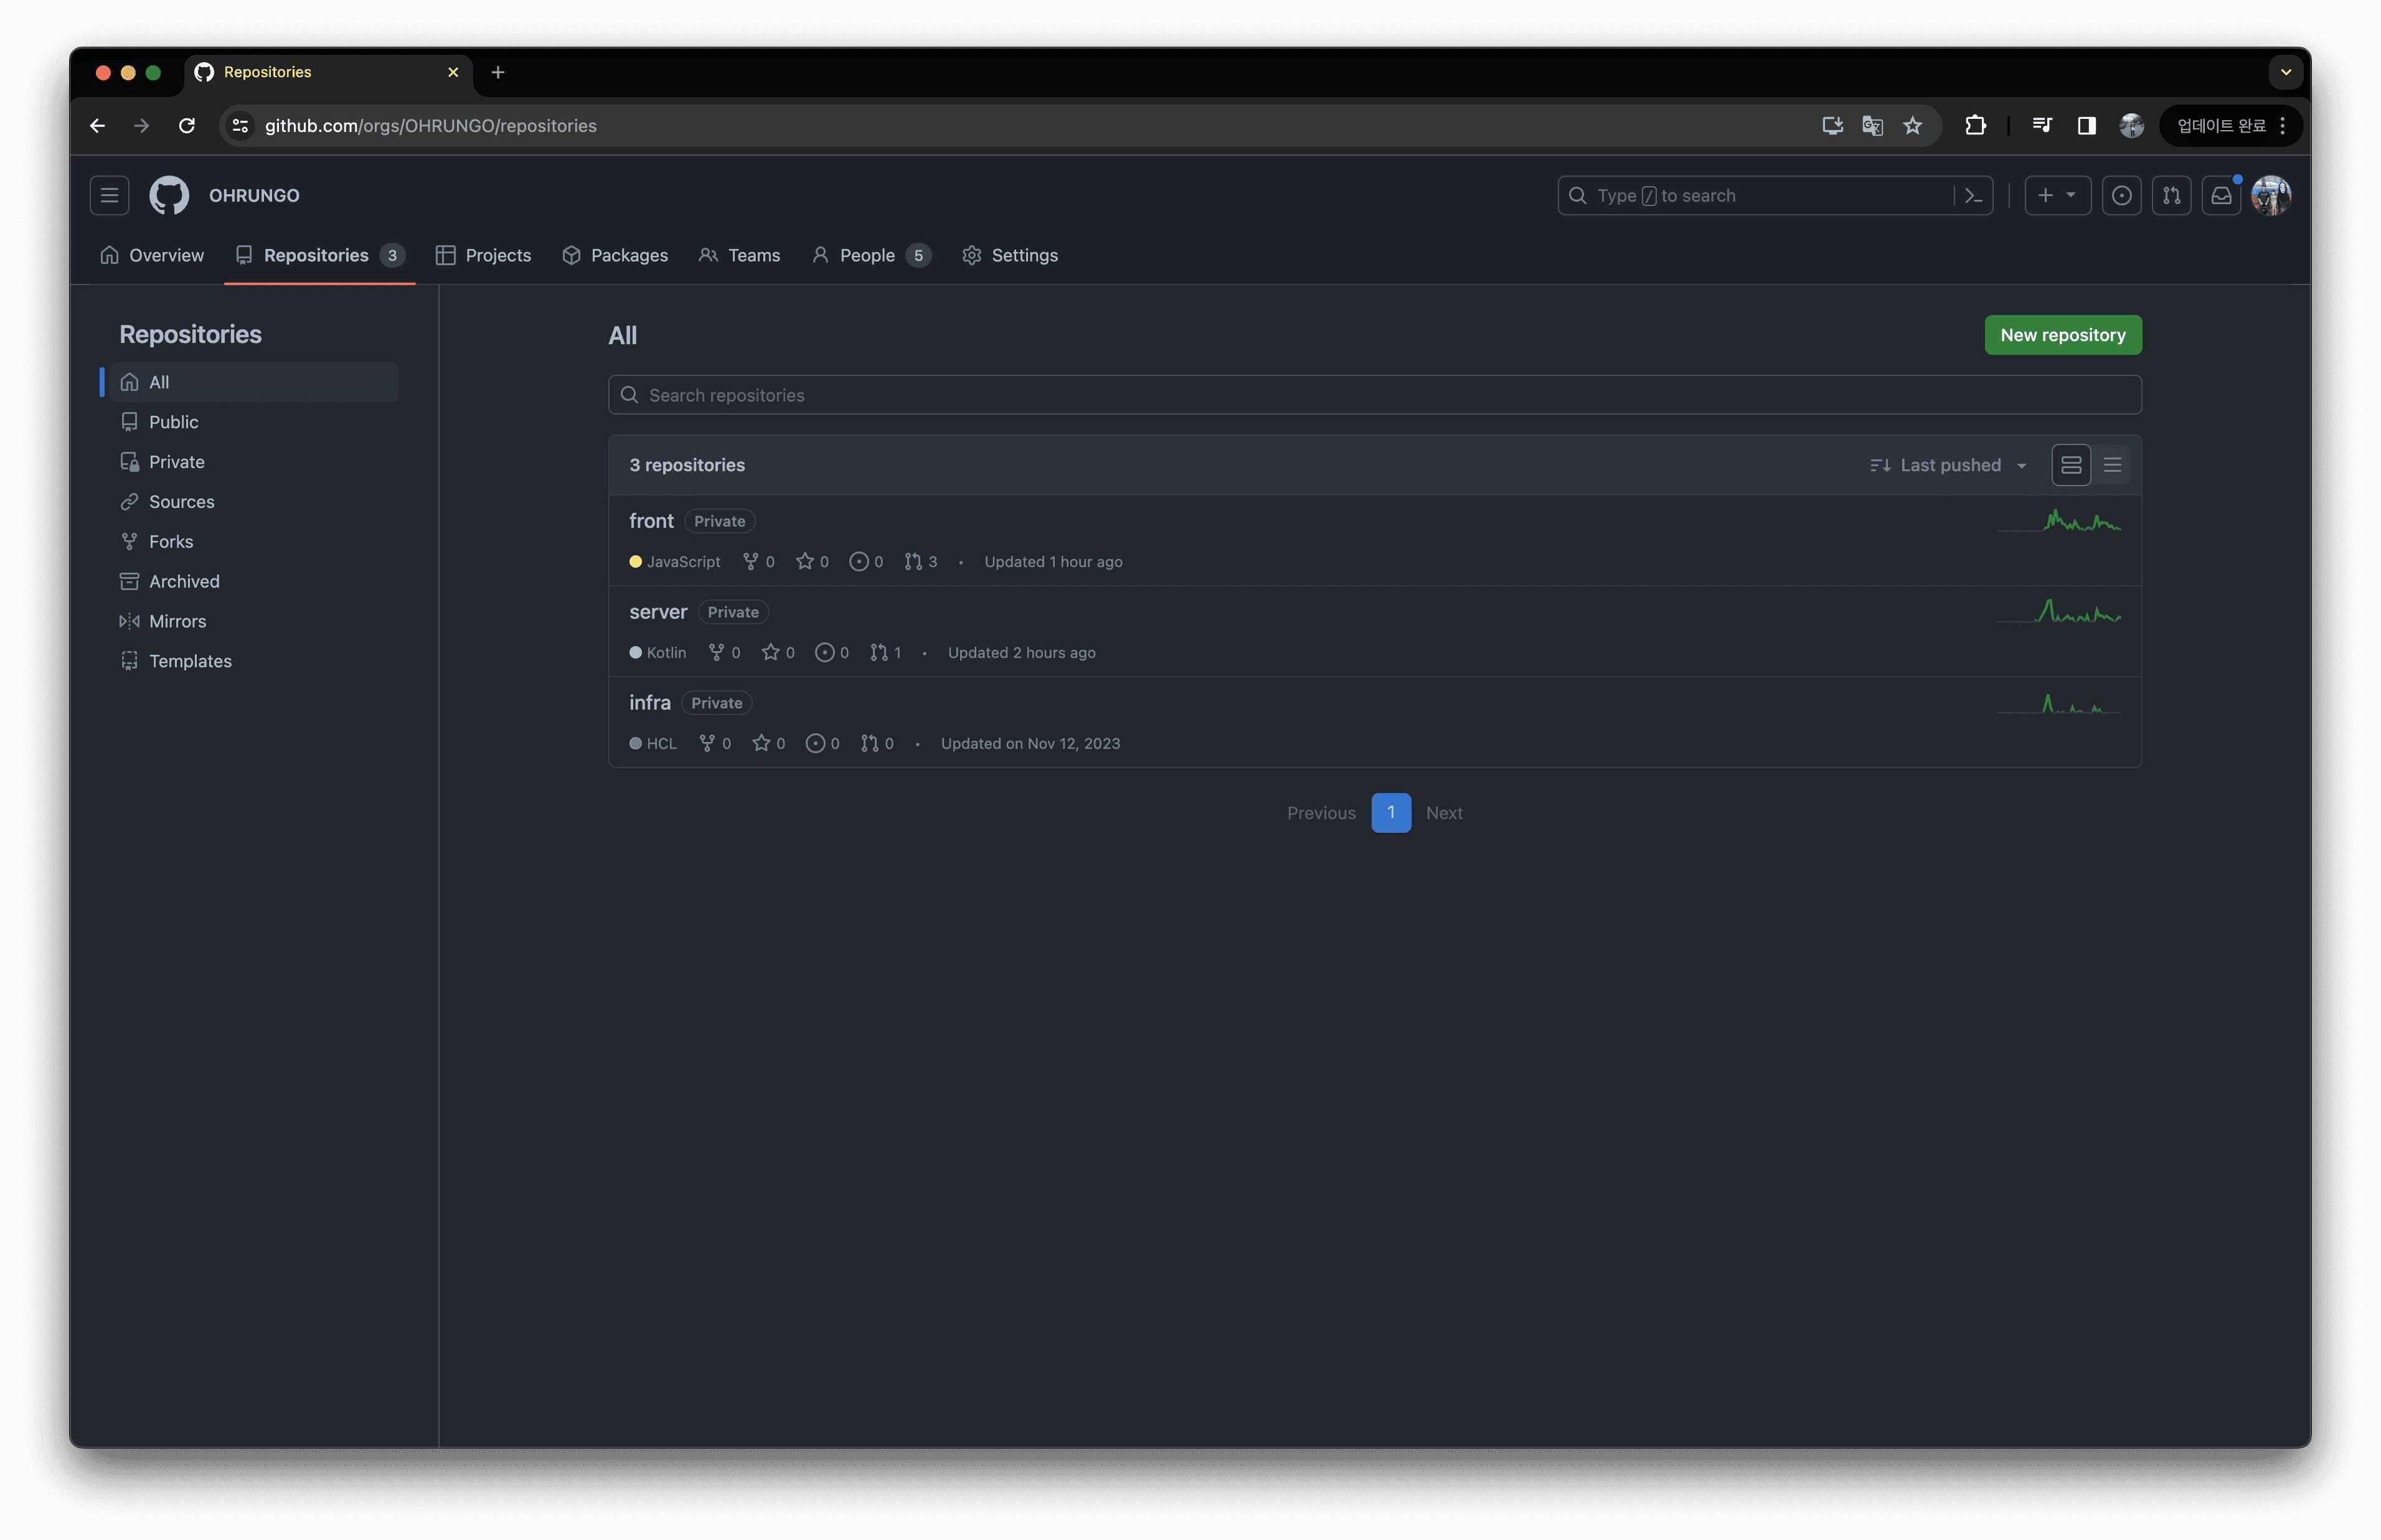 Repositories
github.com/orgs/OHRUNGO/repositories
업데이트 완료
OHRUNGO
Type / to search
Overview Repositories 3 Projects Packages Teams People 5 Settings
Repositories
All
Public
Private
Sources
Forks
Archived
Mirrors
Templates
All
New repository
Search repositories
3 repositories
Last pushed
front Private
JavaScript 0 0 0 3 • Updated 1 hour ago
server Private
Kotlin 0 0 0 1 • Updated 2 hours ago
infra Private
HCL 0 0 0 0 • Updated on Nov 12, 2023
Previous 1 Next